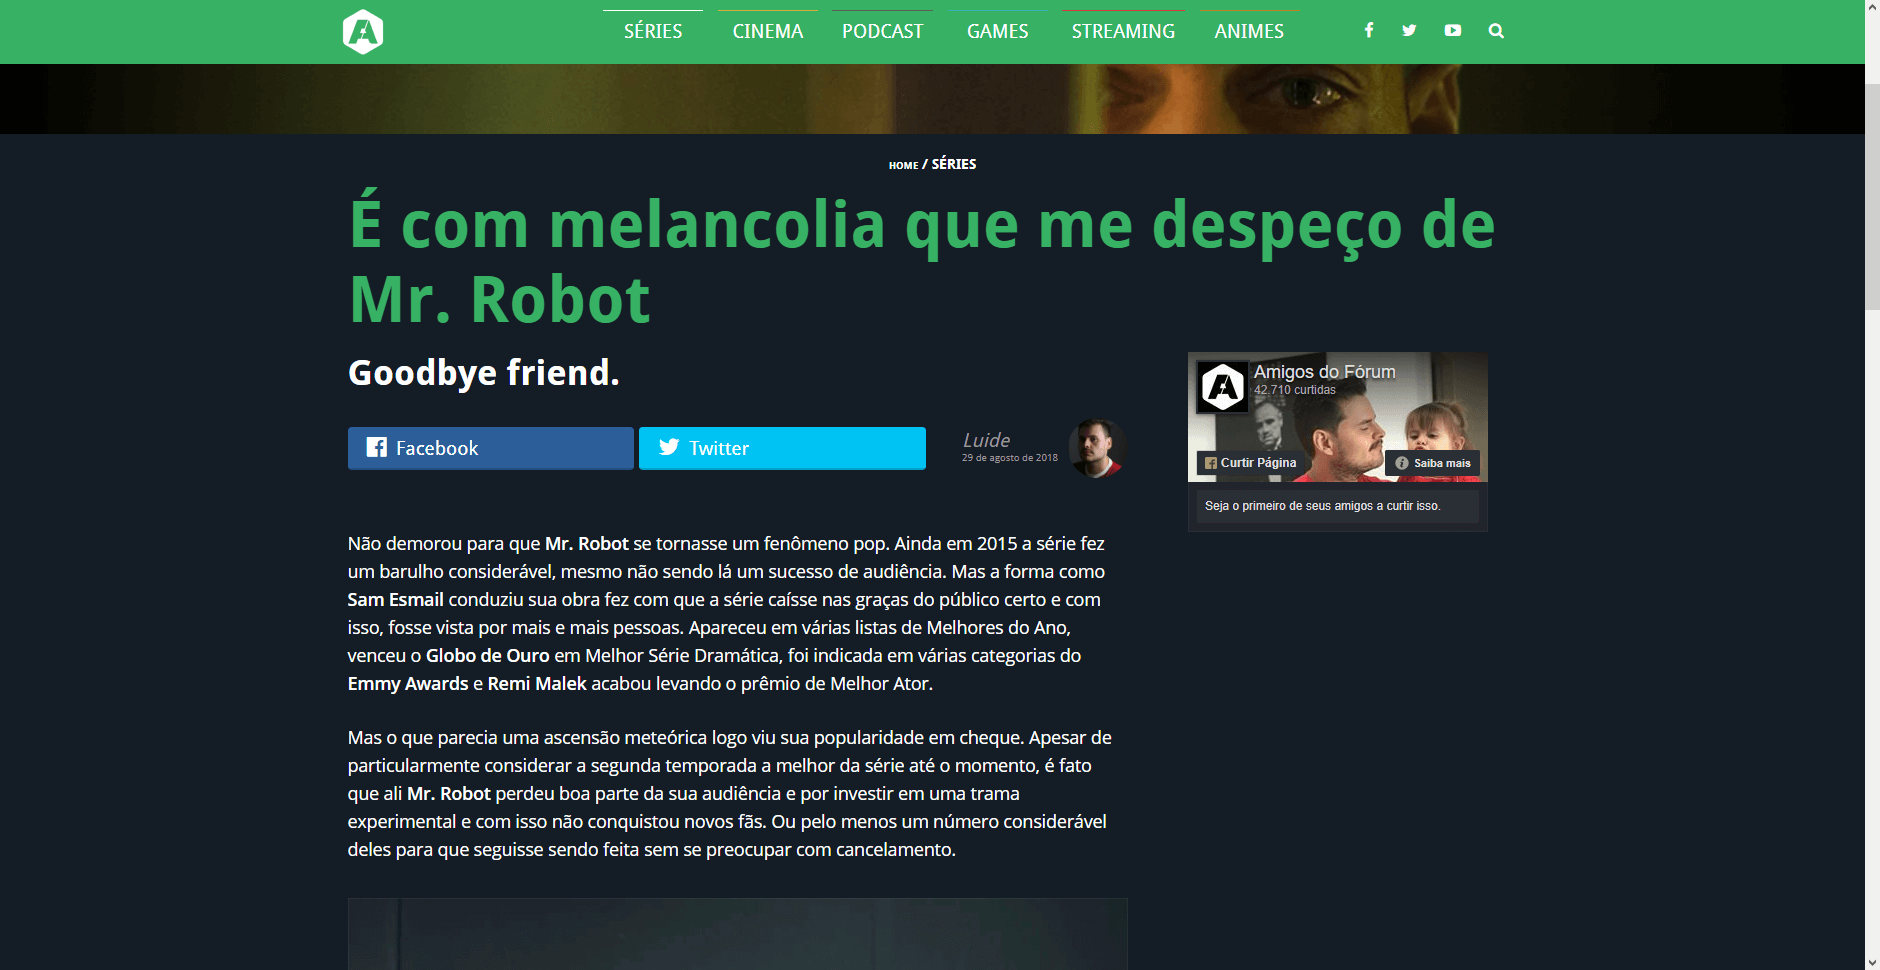 SÉRIES CINEMA PODCAST GAMES STREAMING ANIMES
HOME / SÉRIES
É com melancolia que me despeço de
Mr. Robot
Goodbye friend.
Facebook
Twitter
Luide
29 de agosto de 2018
Amigos do Fórum
42.710 curtidas
Curtir Página
Saiba mais
Seja o primeiro de seus amigos a curtir isso.
Não demorou para que Mr. Robot se tornasse um fenômeno pop. Ainda em 2015 a série fez
um barulho considerável, mesmo não sendo lá um sucesso de audiência. Mas a forma como
Sam Esmail conduziu sua obra fez com que a série caísse nas graças do público certo e com
isso, fosse vista por mais e mais pessoas. Apareceu em várias listas de Melhores do Ano,
venceu o Globo de Ouro em Melhor Série Dramática, foi indicada em várias categorias do
Emmy Awards e Remi Malek acabou levando o prêmio de Melhor Ator.
Mas o que parecia uma ascensão meteórica logo viu sua popularidade em cheque. Apesar de
particularmente considerar a segunda temporada a melhor da série até o momento, é fato
que ali Mr. Robot perdeu boa parte da sua audiência e por investir em uma trama
experimental e com isso não conquistou novos fãs. Ou pelo menos um número considerável
deles para que seguisse sendo feita sem se preocupar com cancelamento.